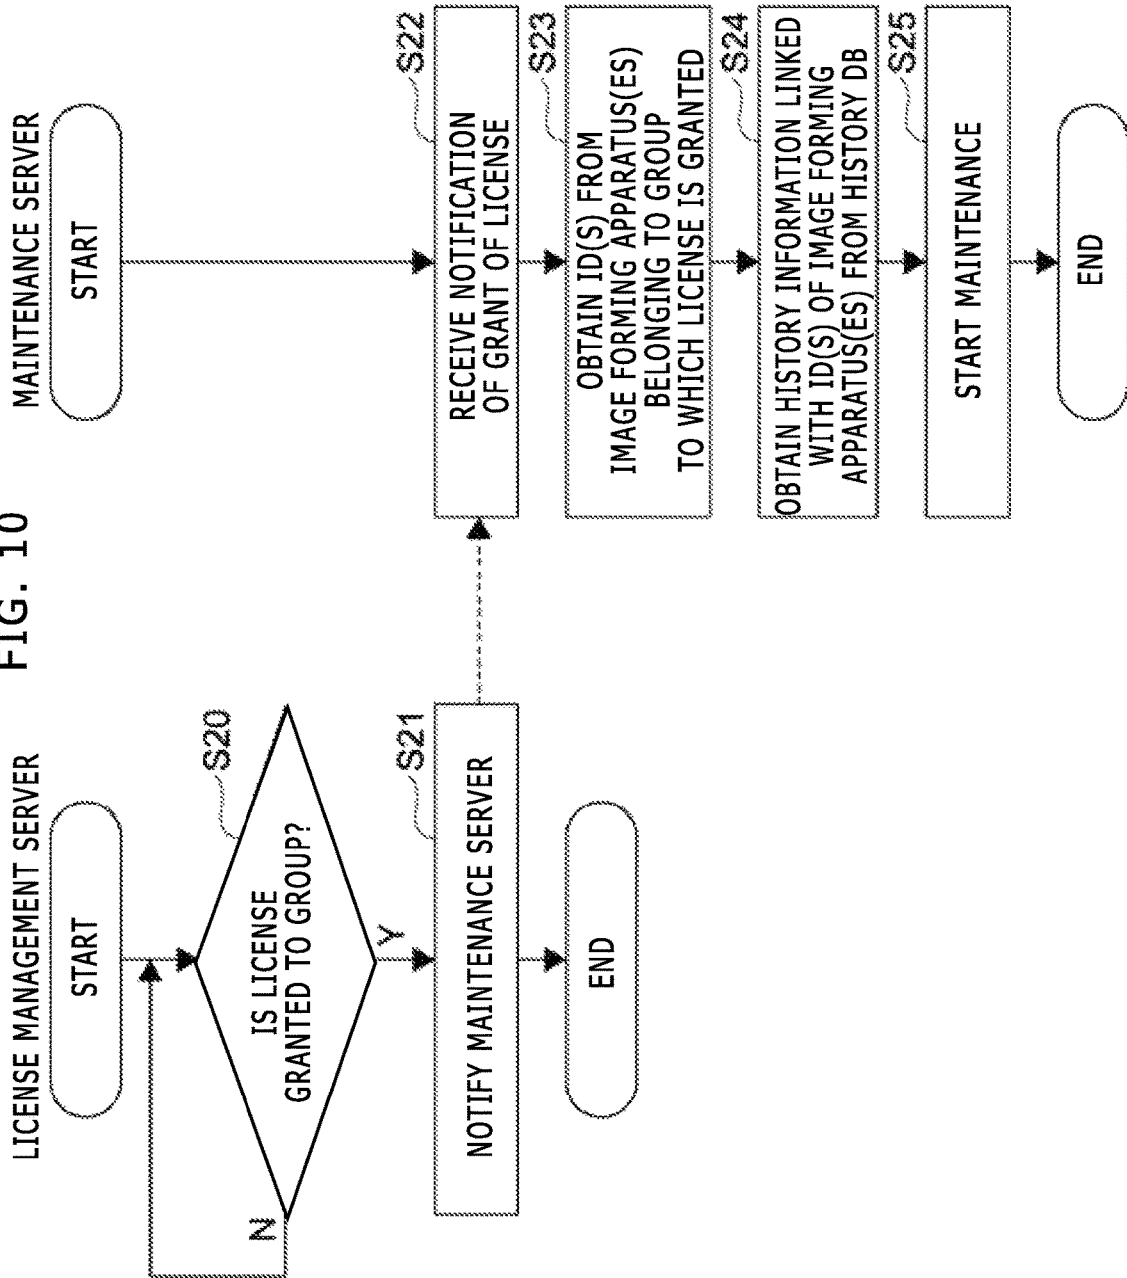 FIG. 10
LICENSE MANAGEMENT SERVER
START
S20
IS LICENSE
GRANTED TO GROUP?
N
Y
S21
NOTIFY MAINTENANCE SERVER
END
MAINTENANCE SERVER
START
S22
RECEIVE NOTIFICATION
OF GRANT OF LICENSE
S23
OBTAIN ID(S) FROM
IMAGE FORMING APPARATUS(ES)
BELONGING TO GROUP
TO WHICH LICENSE IS GRANTED
S24
OBTAIN HISTORY INFORMATION LINKED
WITH ID(S) OF IMAGE FORMING
APPARATUS(ES) FROM HISTORY DB
S25
START MAINTENANCE
END